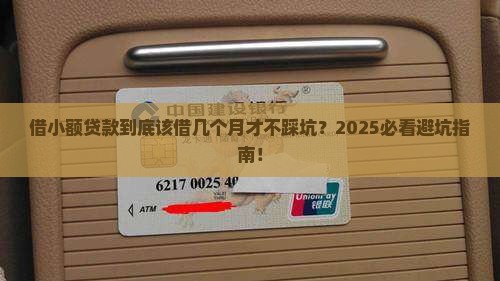 中国建设银行
借小额贷款到底该借几个月才不踩坑？2025必看避坑指
南！
6217 0025 40
ATM
UnionPay
银联